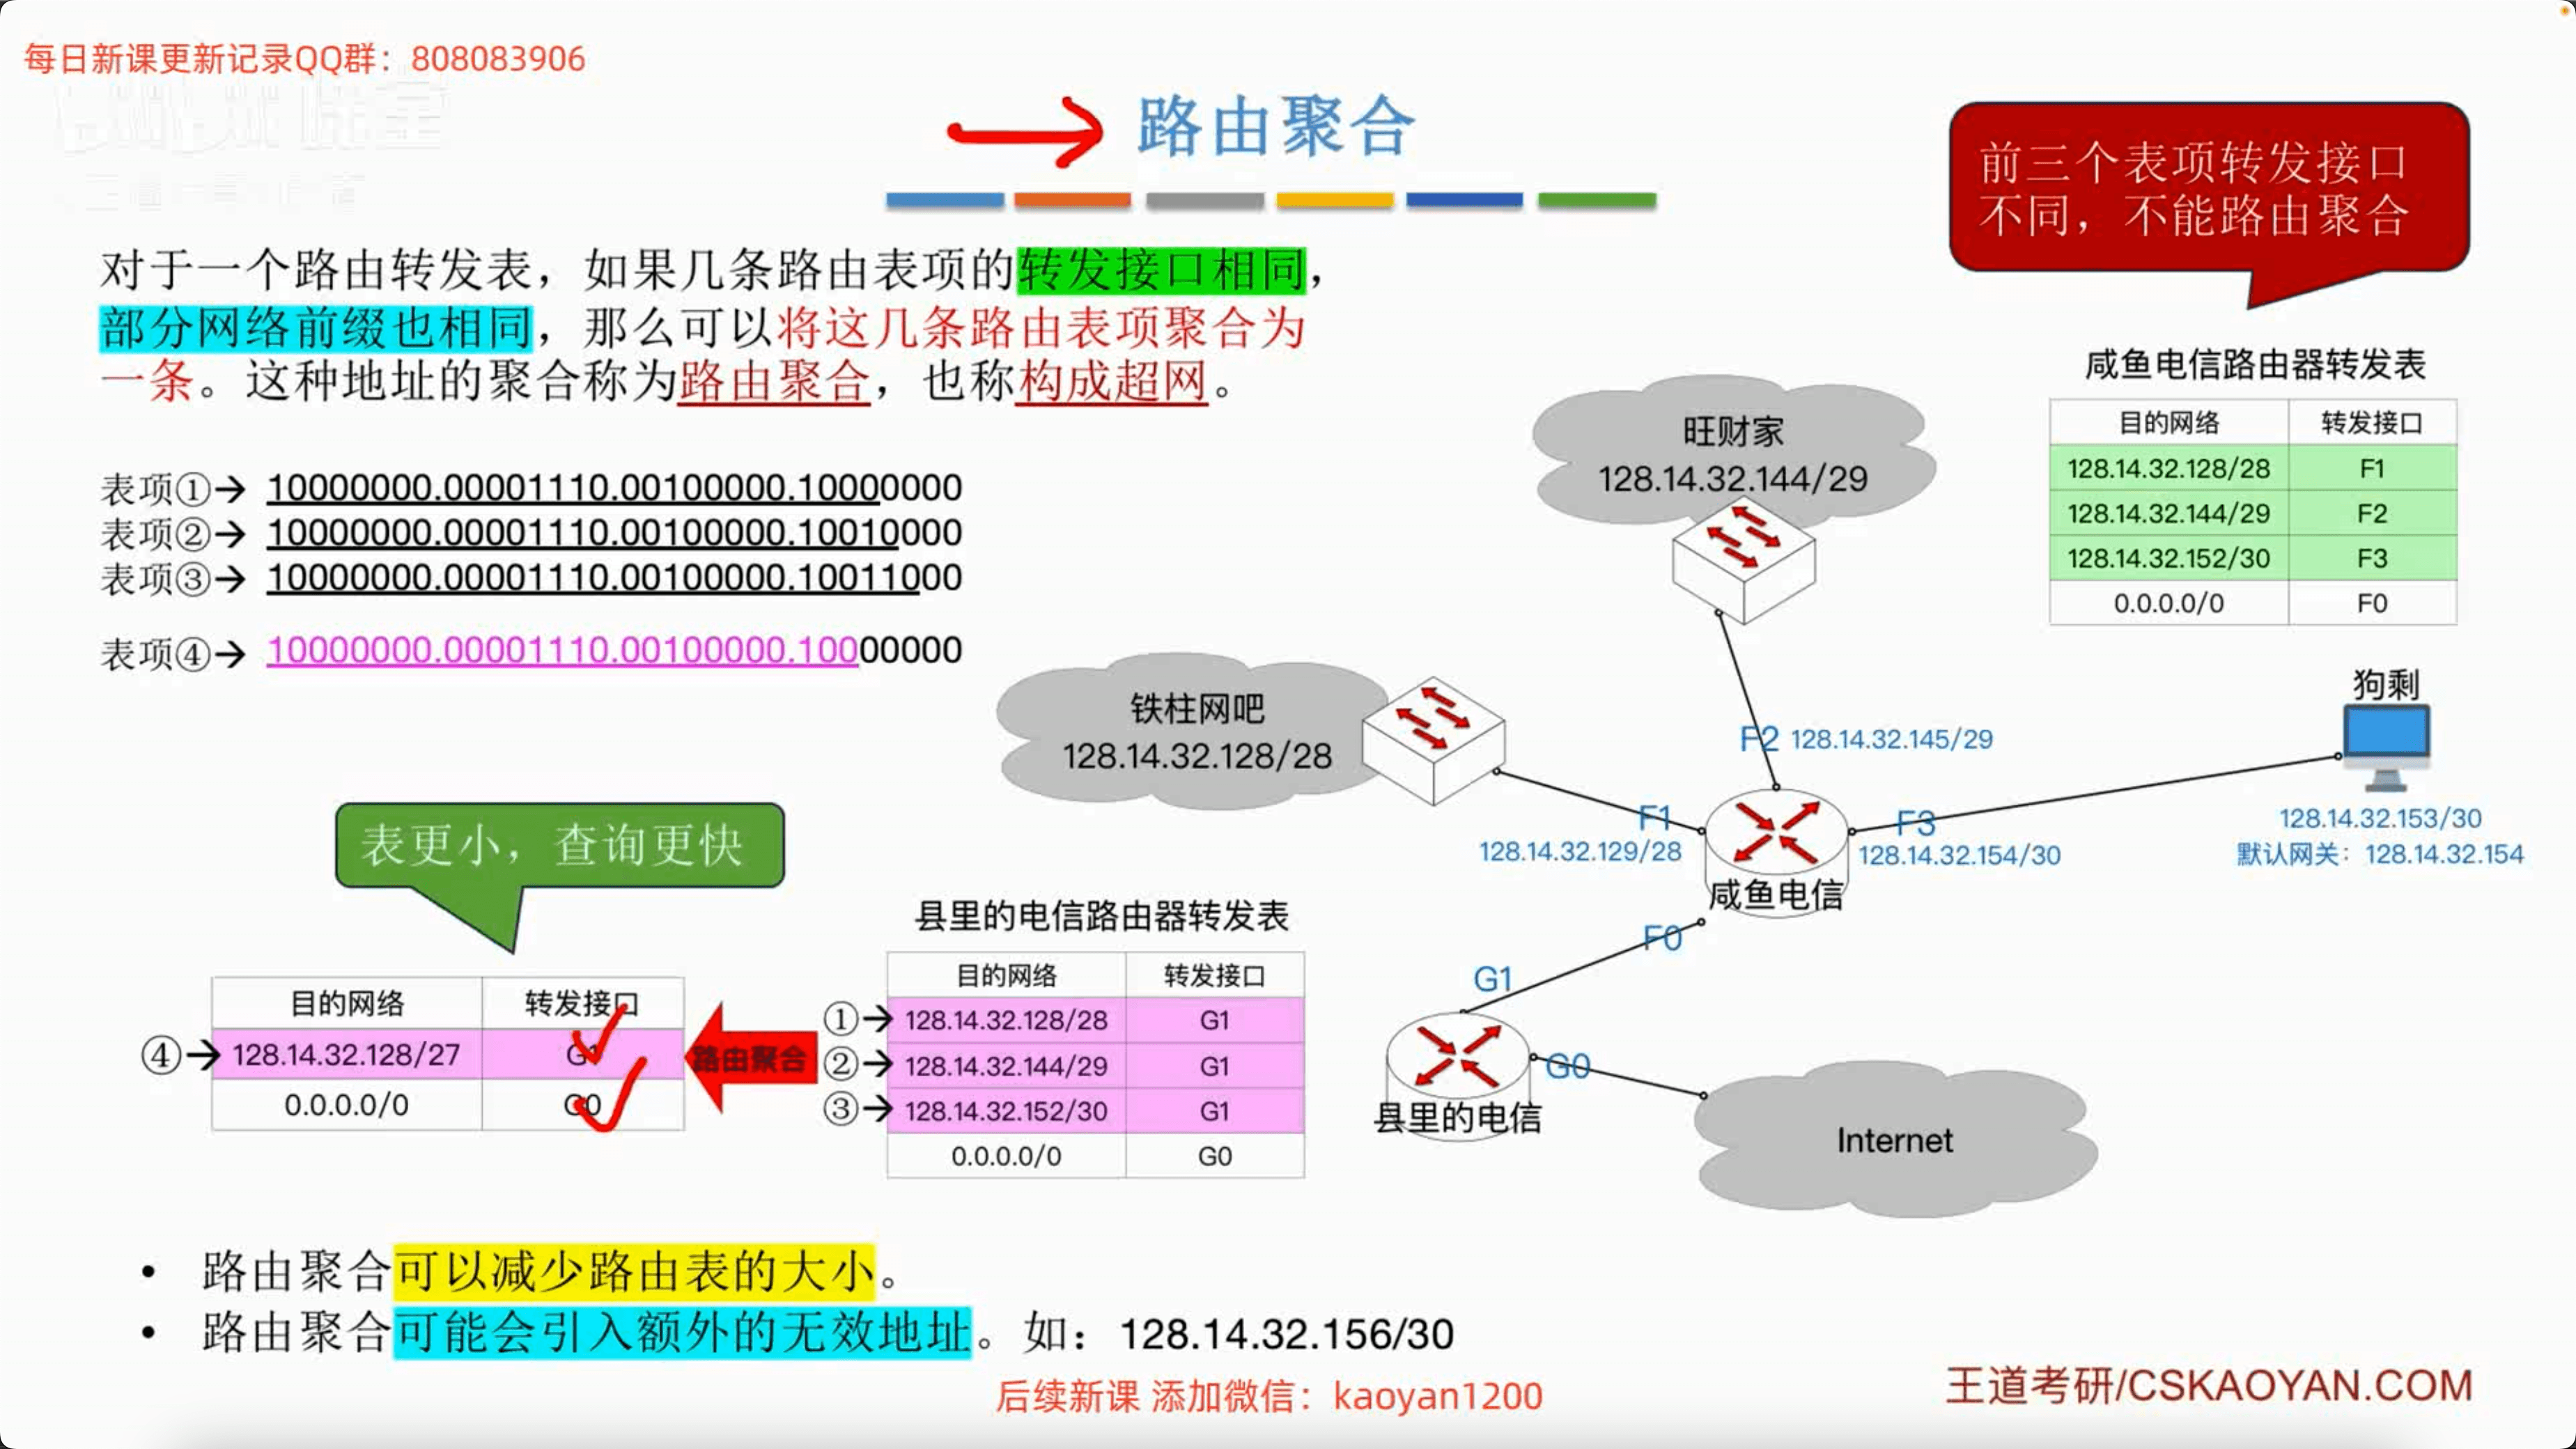 每日新课更新记录QQ群：808083906
路由聚合
前三个表项转发接口
不同，不能路由聚合
对于一个路由转发表，如果几条路由表项的转发接口相同，
部分网络前缀也相同，那么可以将这几条路由表项聚合为
一条。这种地址的聚合称为路由聚合，也称构成超网。
表项①→ 10000000.00001110.00100000.10000000
表项②→ 10000000.00001110.00100000.10010000
表项③→ 10000000.00001110.00100000.10011000
表项④→ 10000000.00001110.00100000.10000000
咸鱼电信路由器转发表
目的网络 转发接口
128.14.32.128/28 F1
128.14.32.144/29 F2
128.14.32.152/30 F3
0.0.0.0/0 F0
旺财家
128.14.32.144/29
铁柱网吧
128.14.32.128/28
狗剩
F2 128.14.32.145/29
F1
128.14.32.129/28
F3
128.14.32.154/30
128.14.32.153/30
默认网关：128.14.32.154
咸鱼电信
F0
G1
G0
县里的电信
Internet
表更小，查询更快
目的网络 转发接口
④→ 128.14.32.128/27 G1
0.0.0.0/0 G0
路由聚合
县里的电信路由器转发表
目的网络 转发接口
①→ 128.14.32.128/28 G1
②→ 128.14.32.144/29 G1
③→ 128.14.32.152/30 G1
0.0.0.0/0 G0
• 路由聚合可以减少路由表的大小。
• 路由聚合可能会引入额外的无效地址。如：128.14.32.156/30
后续新课 添加微信：kaoyan1200
王道考研/CSKAOYAN.COM